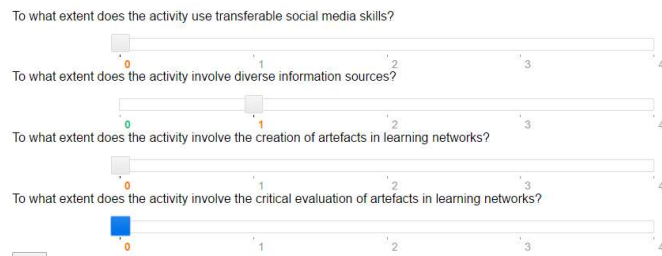 To what extent does the activity use transferable social media skills?
0 1 2 3 4
To what extent does the activity involve diverse information sources?
0 1 2 3 4
To what extent does the activity involve the creation of artefacts in learning networks?
0 1 2 3 4
To what extent does the activity involve the critical evaluation of artefacts in learning networks?
0 1 2 3 4